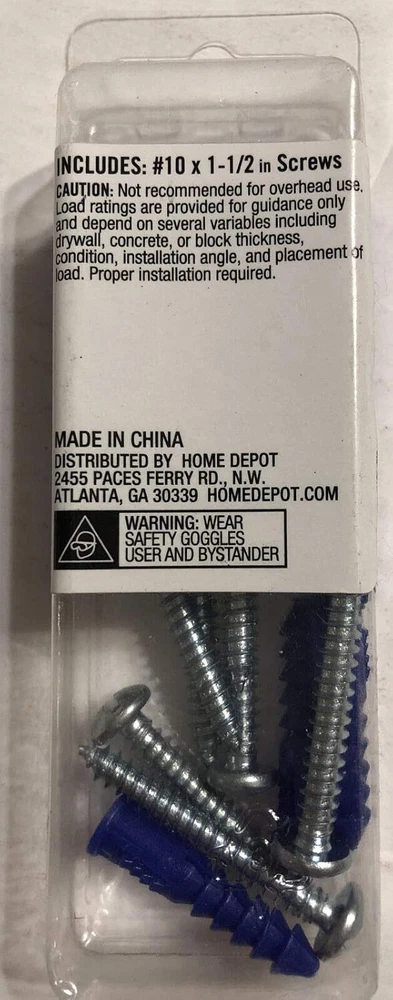 INCLUDES: #10 x 1-1/2 in Screws
CAUTION: Not recommended for overhead use.
Load ratings are provided for guidance only
and depend on several variables including
drywall, concrete, or block thickness,
condition, installation angle, and placement of
load. Proper installation required.
MADE IN CHINA
DISTRIBUTED BY HOME DEPOT
2455 PACES FERRY RD., N.W.
ATLANTA, GA 30339 HOMEDEPOT.COM
WARNING: WEAR
SAFETY GOGGLES
USER AND BYSTANDER